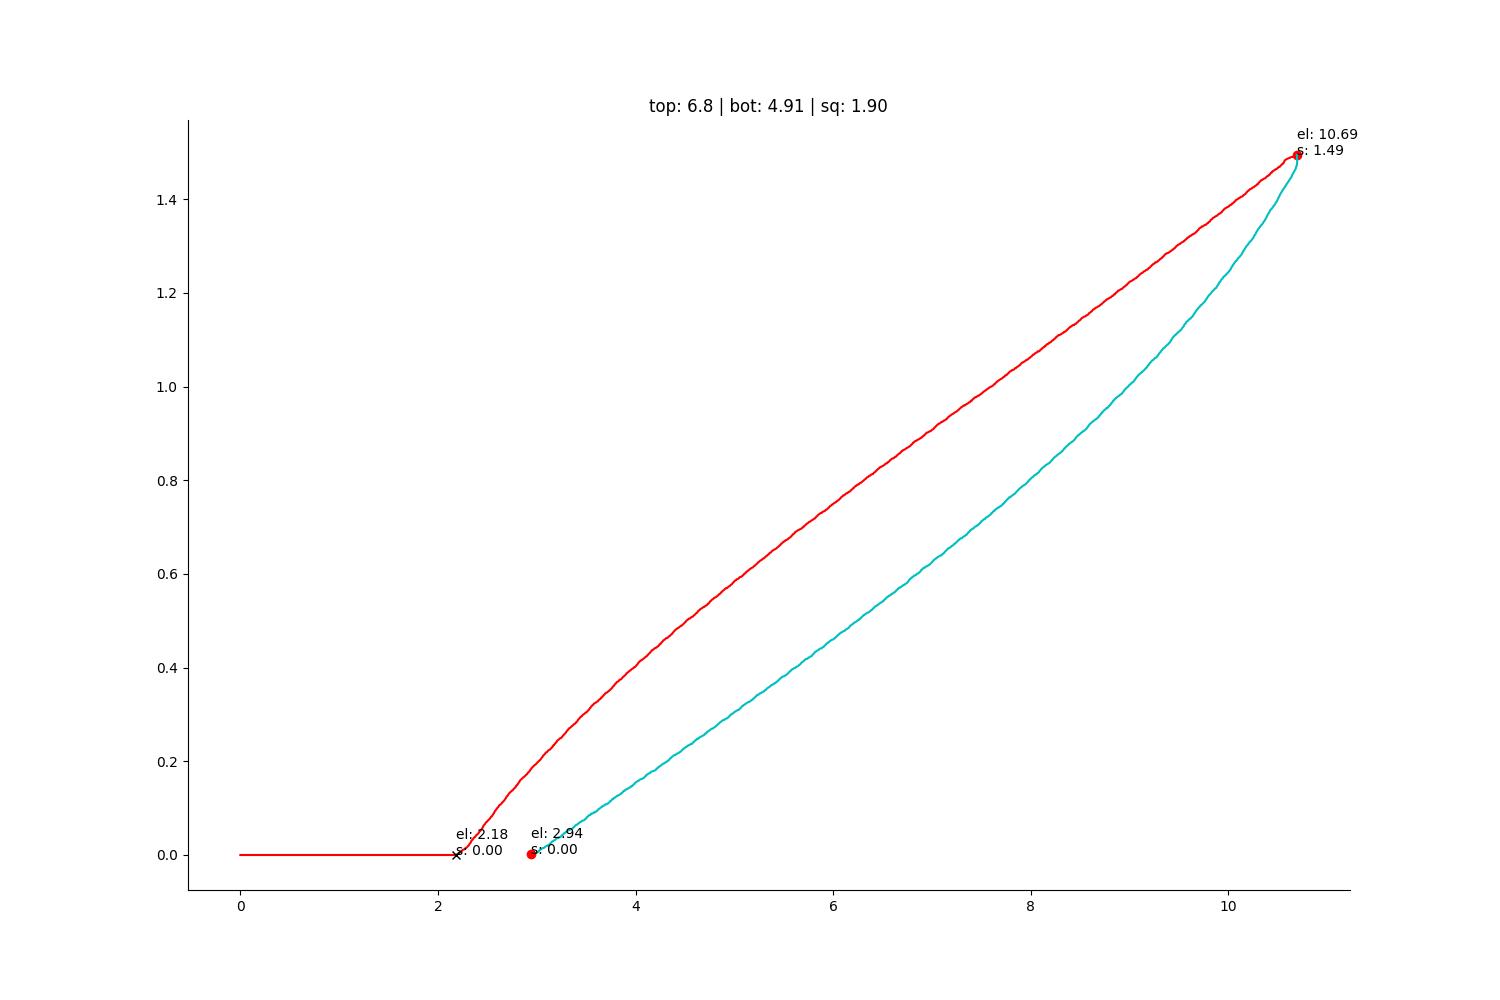 top: 6.8 | bot: 4.91 | sq: 1.90
el: 10.69
s: 1.49
1.4
1.2
1.0
0.8
0.6
0.4
0.2
0.0
el: 2.18
s: 0.00
el: 2.94
s: 0.00
0 2 4 6 8 10